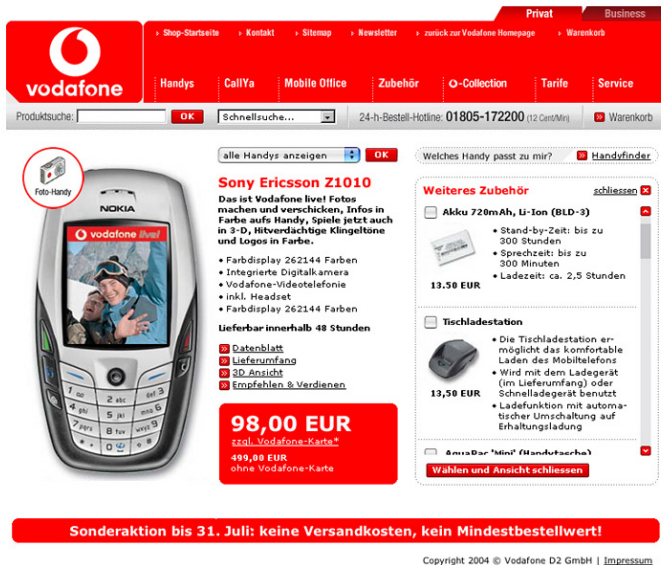 Privat
Business
Shop-Startseite
Kontakt
Sitemap
Newsletter
zurück zur Vodafone Homepage
Warenkorb
vodafone
Handys
CallYa
Mobile Office
Zubehör
-Collection
Tarife
Service
Produktsuche:
OK
Schnellsuche...
24-h-Bestell-Hotline: 01805-172200 (12 Cent/Min)
Warenkorb
Foto-Handy
NOKIA
vodafone live!
alle Handys anzeigen
OK
Sony Ericsson Z1010
Das ist Vodafone live! Fotos
machen und verschicken, Infos in
Farbe aufs Handy, Spiele jetzt auch
in 3-D, Hitverdächtige Klingeltöne
und Logos in Farbe.
• Farbdisplay 262144 Farben
• Integrierte Digitalkamera
• Vodafone-Videotelefonie
• inkl. Headset
• Farbdisplay 262144 Farben
Lieferbar innerhalb 48 Stunden
Datenblatt
Lieferumfang
3D Ansicht
Empfehlen & Verdienen
98,00 EUR
zzgl. Vodafone-Karte*
499,00 EUR
ohne Vodafone-Karte
Welches Handy passt zu mir?
Handyfinder
Weiteres Zubehör
schliessen
Akku 720mAh, Li-Ion (BLD-3)
• Stand-by-Zeit: bis zu
300 Stunden
• Sprechzeit: bis zu
300 Minuten
• Ladezeit: ca. 2,5 Stunden
13.50 EUR
Tischladestation
• Die Tischladestation er-
möglicht das komfortable
Laden des Mobiltelefons
• Wird mit dem Ladegerät
(im Lieferumfang) oder
Schnelladegerät benutzt
• Ladefunktion mit automa-
tischer Umschaltung auf
Erhaltungsladung
13,50 EUR
AquaPac 'Mini' (Handytasche)
Wählen und Ansicht schliessen
Sonderaktion bis 31. Juli: keine Versandkosten, kein Mindestbestellwert!
Copyright 2004 © Vodafone D2 GmbH | Impressum